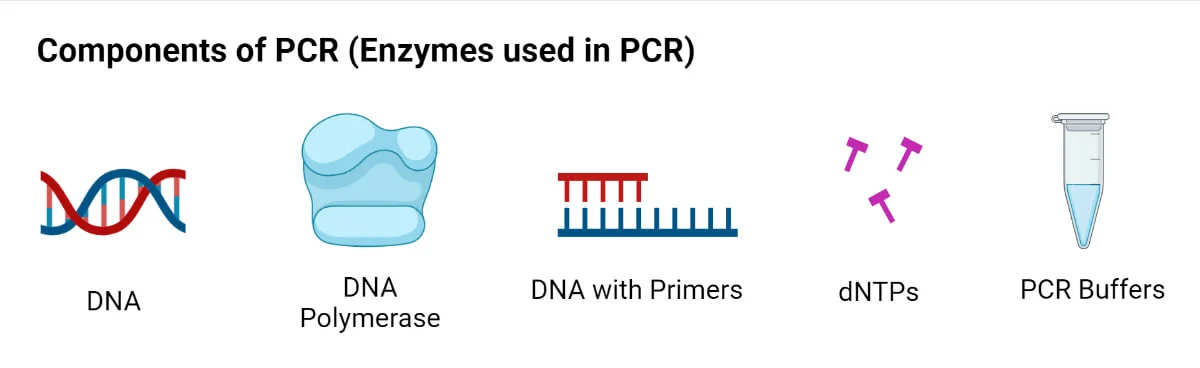 Components of PCR (Enzymes used in PCR)
DNA
DNA
Polymerase
DNA with Primers
dNTPs
PCR Buffers